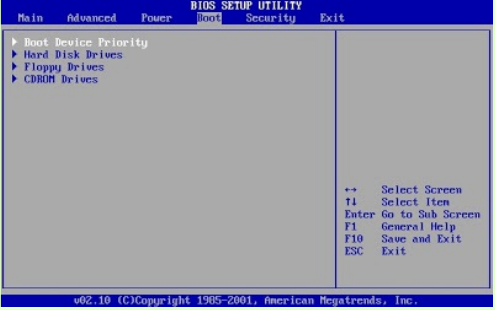 BIOS SETUP UTILITY
Main Advanced Power Boot Security Exit
Boot Device Priority
Hard Disk Drives
Floppy Drives
CDROM Drives
↔ Select Screen
↑↓ Select Item
Enter Go to Sub Screen
F1 General Help
F10 Save and Exit
ESC Exit
v02.10 (C)Copyright 1985-2001, American Megatrends, Inc.